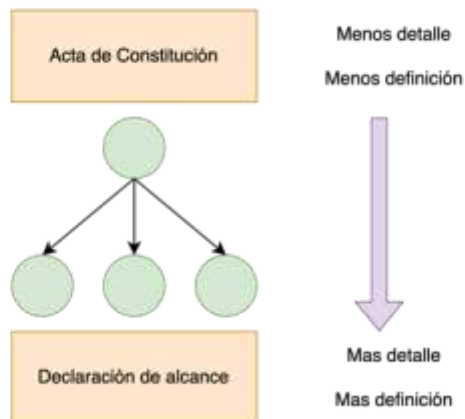 Acta de Constitución
Menos detalle
Menos definición
Declaración de alcance
Mas detalle
Mas definición